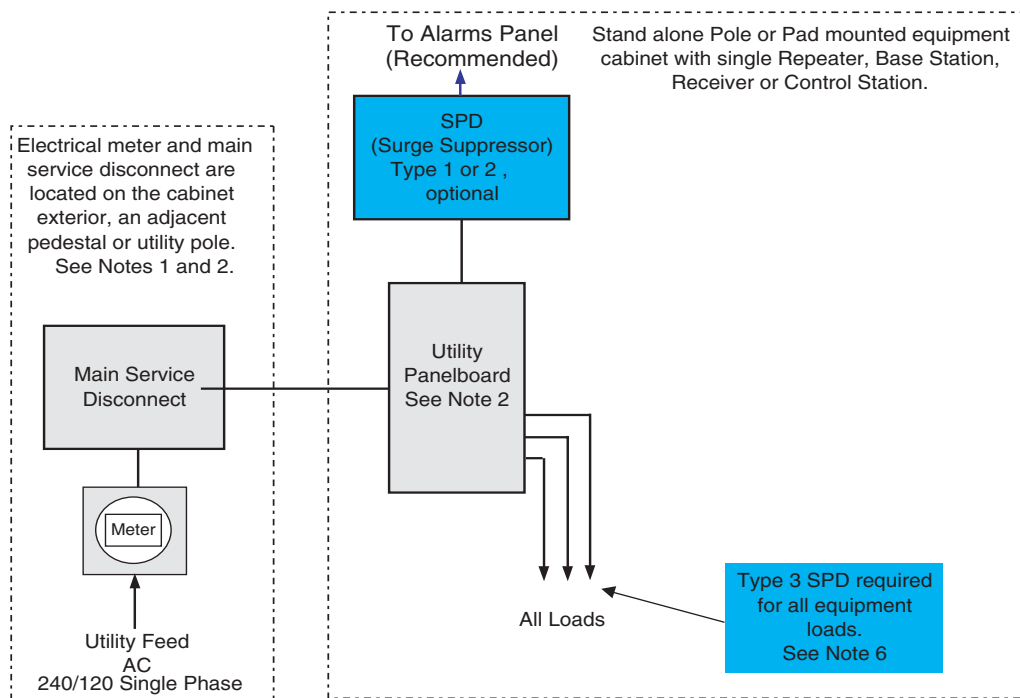 To Alarms Panel
(Recommended)
Stand alone Pole or Pad mounted equipment
cabinet with single Repeater, Base Station,
Receiver or Control Station.
SPD
(Surge Suppressor)
Type 1 or 2 ,
optional
Electrical meter and main
service disconnect are
located on the cabinet
exterior, an adjacent
pedestal or utility pole.
See Notes 1 and 2.
Main Service
Disconnect
Utility
Panelboard
See Note 2
Meter
Utility Feed
AC
240/120 Single Phase
All Loads
Type 3 SPD required
for all equipment
loads.
See Note 6